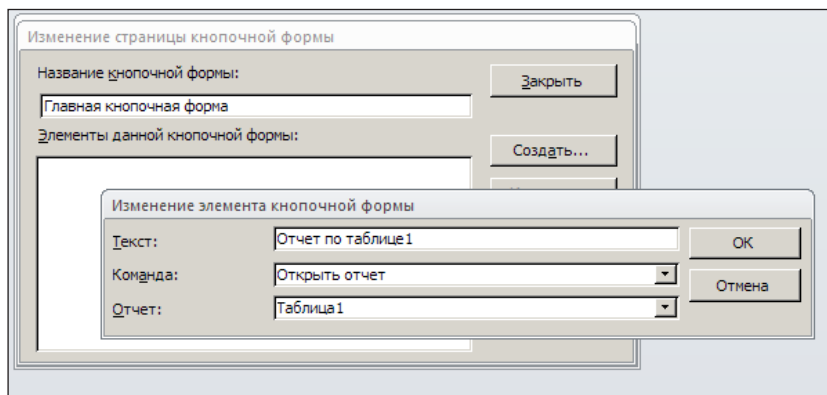 Изменение страницы кнопочной формы
Название кнопочной формы:
Закрыть
Главная кнопочная форма
Элементы данной кнопочной формы:
Создать...
Изменение элемента кнопочной формы
Текст:
Отчет по таблице1
ОК
Команда:
Открыть отчет
Отмена
Отчет:
Таблица1